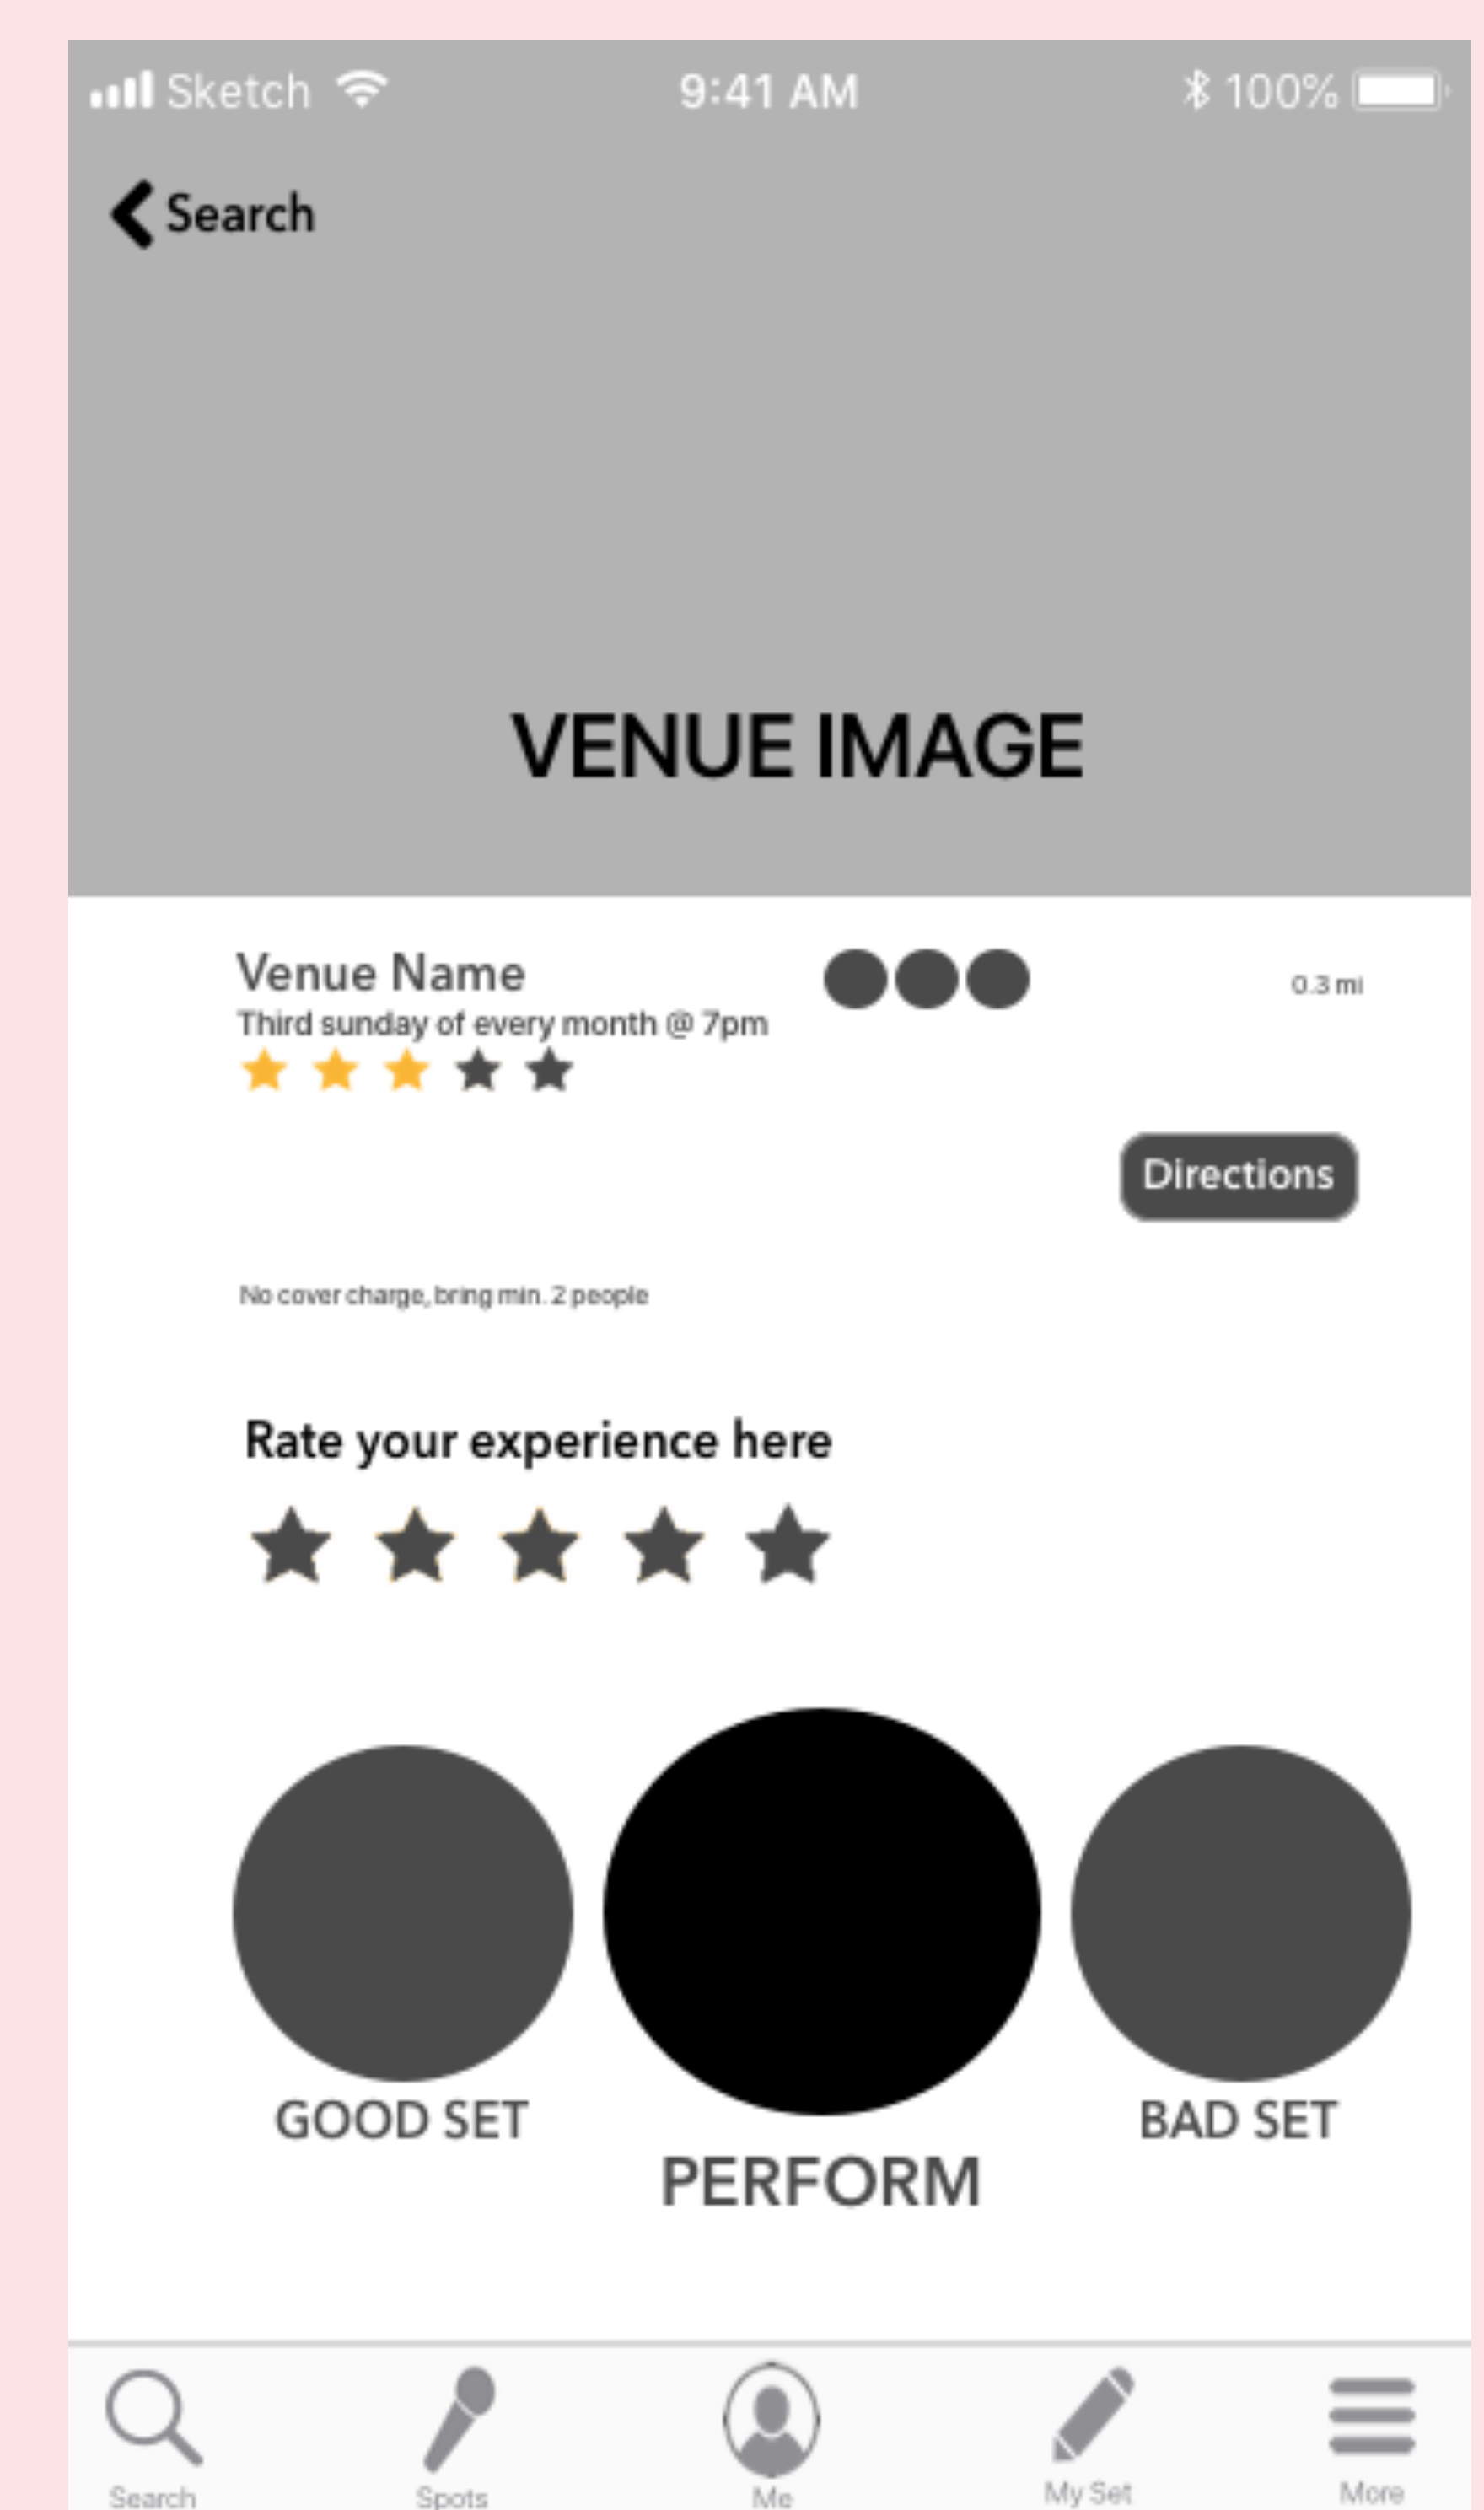 Sketch 9:41 AM 100%
Search
VENUE IMAGE
Venue Name
0.3 mi
Third sunday of every month @ 7pm
Directions
No cover charge, bring min. 2 people
Rate your experience here
GOOD SET BAD SET
PERFORM
Search Spots Me My Set More